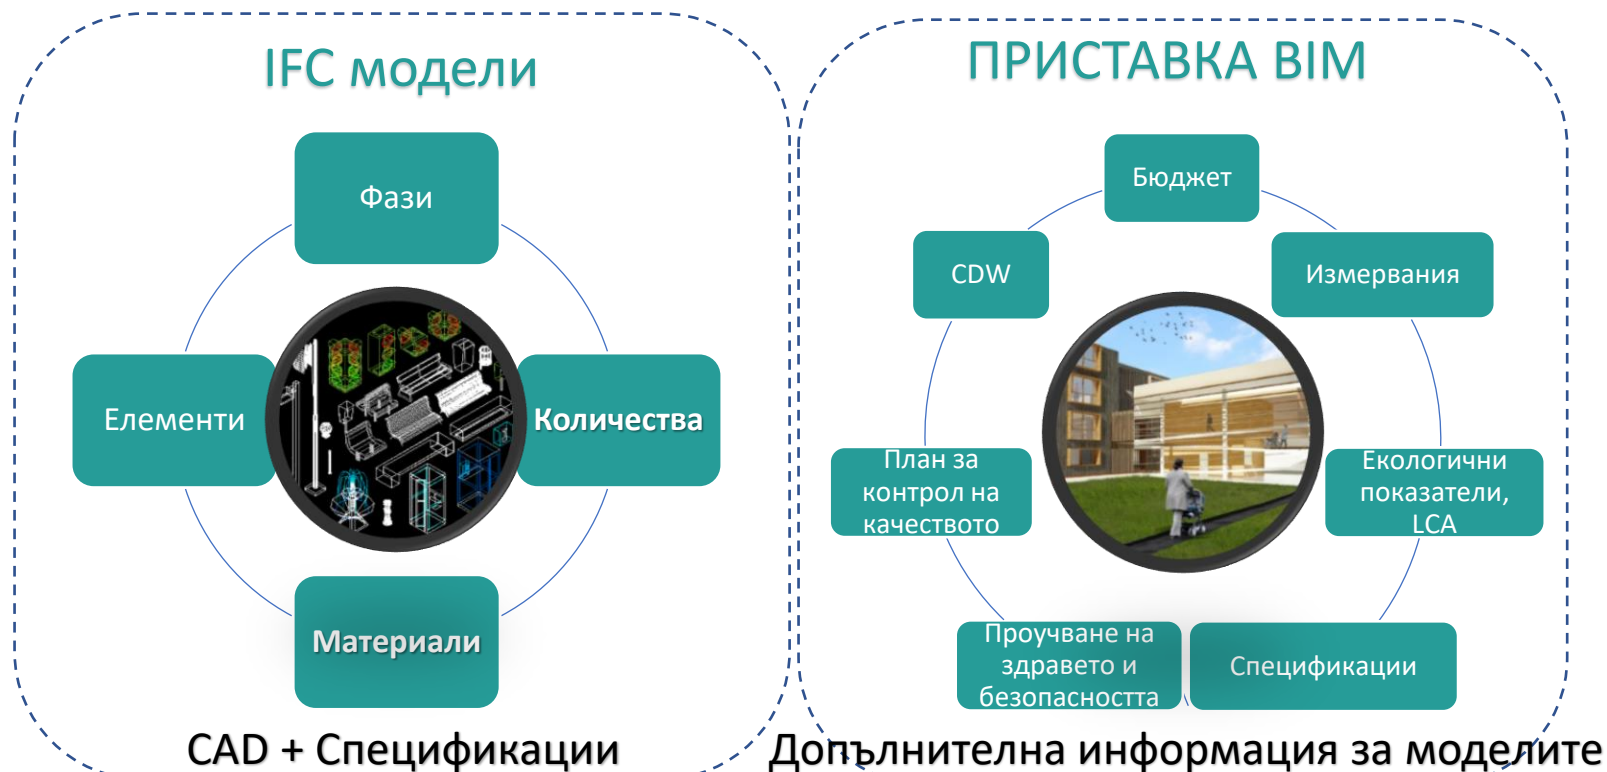 IFC модели
Фази
Елементи
Количества
Материали
CAD + Спецификации
ПРИСТАВКА BIM
Бюджет
CDW
Измервания
План за
контрол на
качеството
Екологични
показатели,
LCA
Проучване на
здравето и
безопасността
Спецификации
Допълнителна информация за моделите